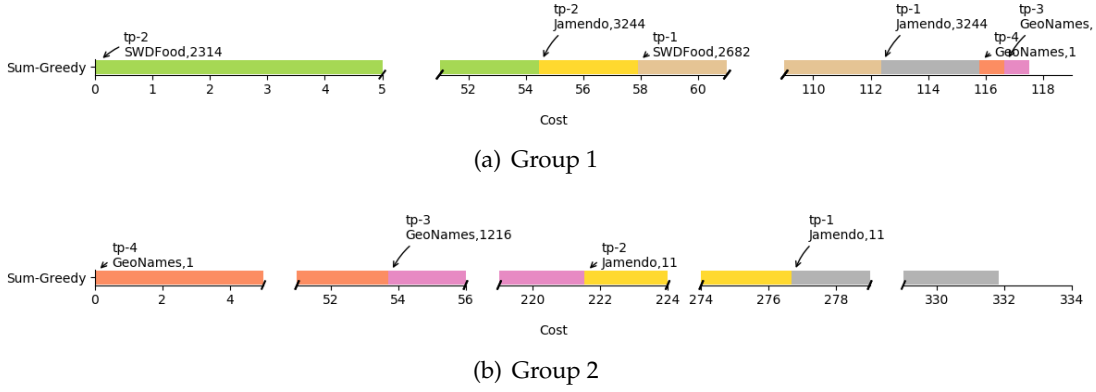 tp-2
SWDFood,2314
tp-2
Jamendo,3244
tp-1
SWDFood,2682
tp-1
Jamendo,3244
tp-4
GeoNames,1
tp-3
GeoNames,
Sum-Greedy
0 1 2 3 4 5 52 54 56 58 60 110 112 114 116 118
Cost
(a) Group 1
tp-4
GeoNames,1
tp-3
GeoNames,1216
tp-2
Jamendo,11
tp-1
Jamendo,11
Sum-Greedy
0 2 4 52 54 56 220 222 224 274 276 278 330 332 334
Cost
(b) Group 2